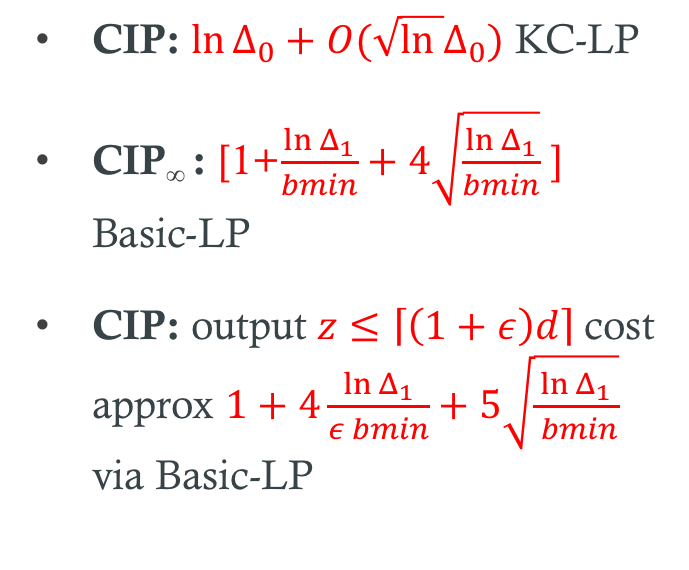 • CIP: ln Δ₀ + O(√ln Δ₀) KC-LP
• CIP∞ : [1+ ln Δ₁ / bmin + 4 √(ln Δ₁ / bmin) ]
Basic-LP
• CIP: output z ≤ ⌈(1 + ϵ)d⌉ cost
approx 1 + 4 ln Δ₁ / ϵ bmin + 5 √(ln Δ₁ / bmin)
via Basic-LP